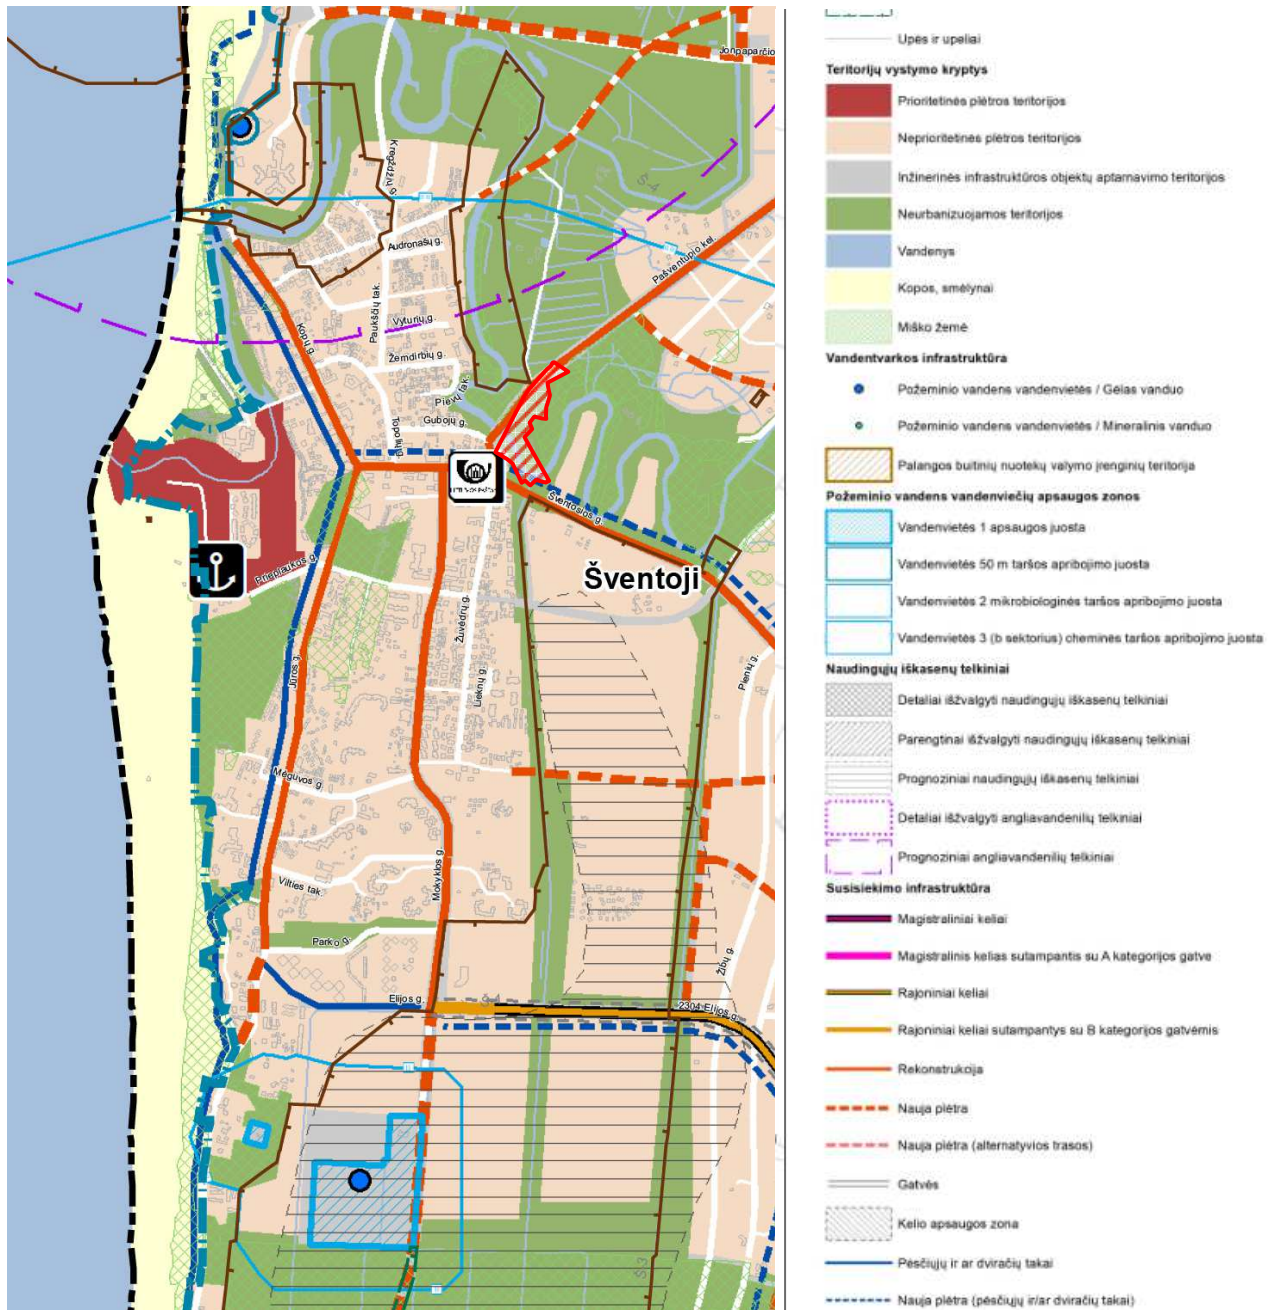 Jonpaparčio
Kregždžių g.
Audronašų g.
Pašventupio kel.
Paukščių tak.
Vyturių g.
Kopų g.
Žemdirbių g.
Pievų tak.
Gubojų g.
Topolių g.
Šventosios g.
Šventoji
Prieplaukos g.
Žuvėdrų g.
Jūros g.
Lieknų g.
Pienių g.
Mėguvos g.
Mokyklos g.
Vilties tak.
Parko g.
Žibų g.
Elijos g.
2304 Elijos g.
Upės ir upeliai
Teritorijų vystymo kryptys
Prioritetinės plėtros teritorijos
Neprioritetinės plėtros teritorijos
Inžinerinės infrastruktūros objektų aptarnavimo teritorijos
Neurbanizuojamos teritorijos
Vandenys
Kopos, smėlynai
Miško žemė
Vandentvarkos infrastruktūra
Požeminio vandens vandenvietės / Gėlas vanduo
Požeminio vandens vandenvietės / Mineralinis vanduo
Palangos buitinių nuotekų valymo įrenginių teritorija
Požeminio vandens vandenviečių apsaugos zonos
Vandenvietės 1 apsaugos juosta
Vandenvietės 50 m taršos apribojimo juosta
Vandenvietės 2 mikrobiologinės taršos apribojimo juosta
Vandenvietės 3 (b sektorius) cheminės taršos apribojimo juosta
Naudingųjų iškasenų telkiniai
Detaliai išžvalgyti naudingųjų iškasenų telkiniai
Parengtinai išžvalgyti naudingųjų iškasenų telkiniai
Prognoziniai naudingųjų iškasenų telkiniai
Detaliai išžvalgyti angliavandenilių telkiniai
Prognoziniai angliavandenilių telkiniai
Susisiekimo infrastruktūra
Magistraliniai keliai
Magistralinis kelias sutampantis su A kategorijos gatve
Rajoniniai keliai
Rajoniniai keliai sutampantys su B kategorijos gatvėmis
Rekonstrukcija
Nauja plėtra
Nauja plėtra (alternatyvios trasos)
Gatvės
Kelio apsaugos zona
Pėsčiųjų ir ar dviračių takai
Nauja plėtra (pėsčiųjų ir/ar dviračių takai)